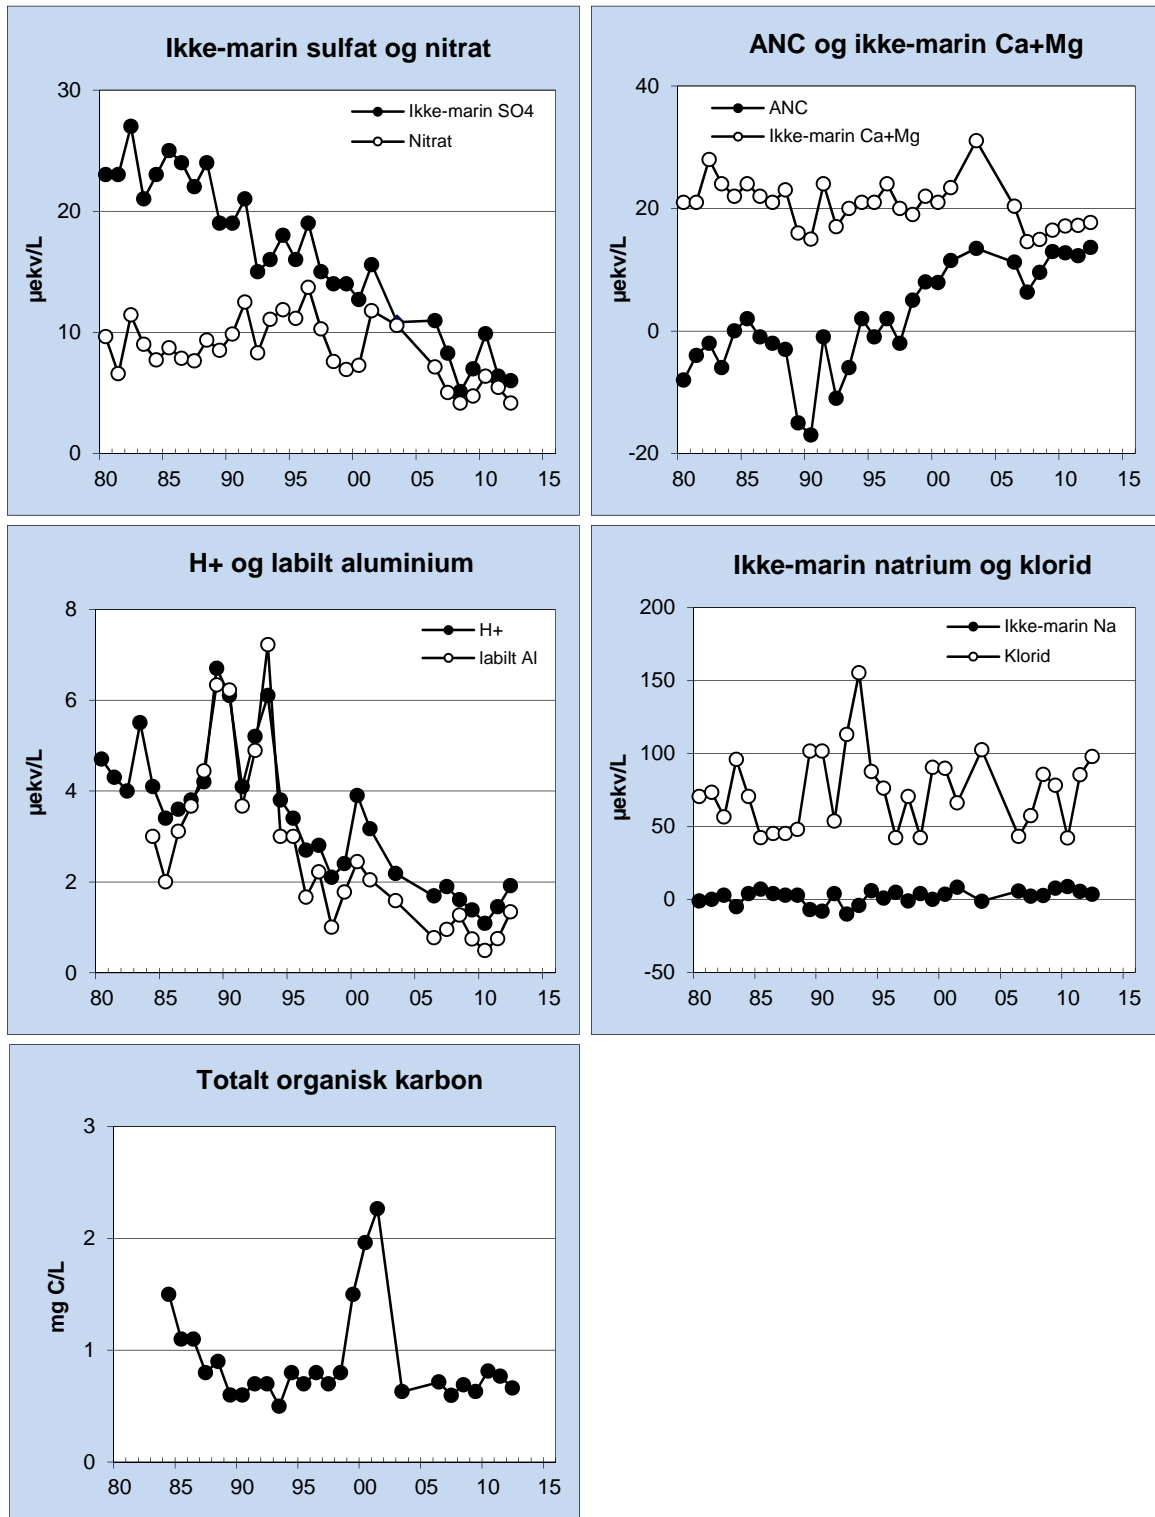 Ikke-marin sulfat og nitrat
30
20
10
0
µekv/L
Ikke-marin SO4
Nitrat
80 85 90 95 00 05 10 15
ANC og ikke-marin Ca+Mg
40
20
0
-20
µekv/L
ANC
Ikke-marin Ca+Mg
80 85 90 95 00 05 10 15
H+ og labilt aluminium
8
6
4
2
0
µekv/L
H+
labilt Al
80 85 90 95 00 05 10 15
Ikke-marin natrium og klorid
200
150
100
50
0
-50
µekv/L
Ikke-marin Na
Klorid
80 85 90 95 00 05 10 15
Totalt organisk karbon
3
2
1
0
mg C/L
80 85 90 95 00 05 10 15